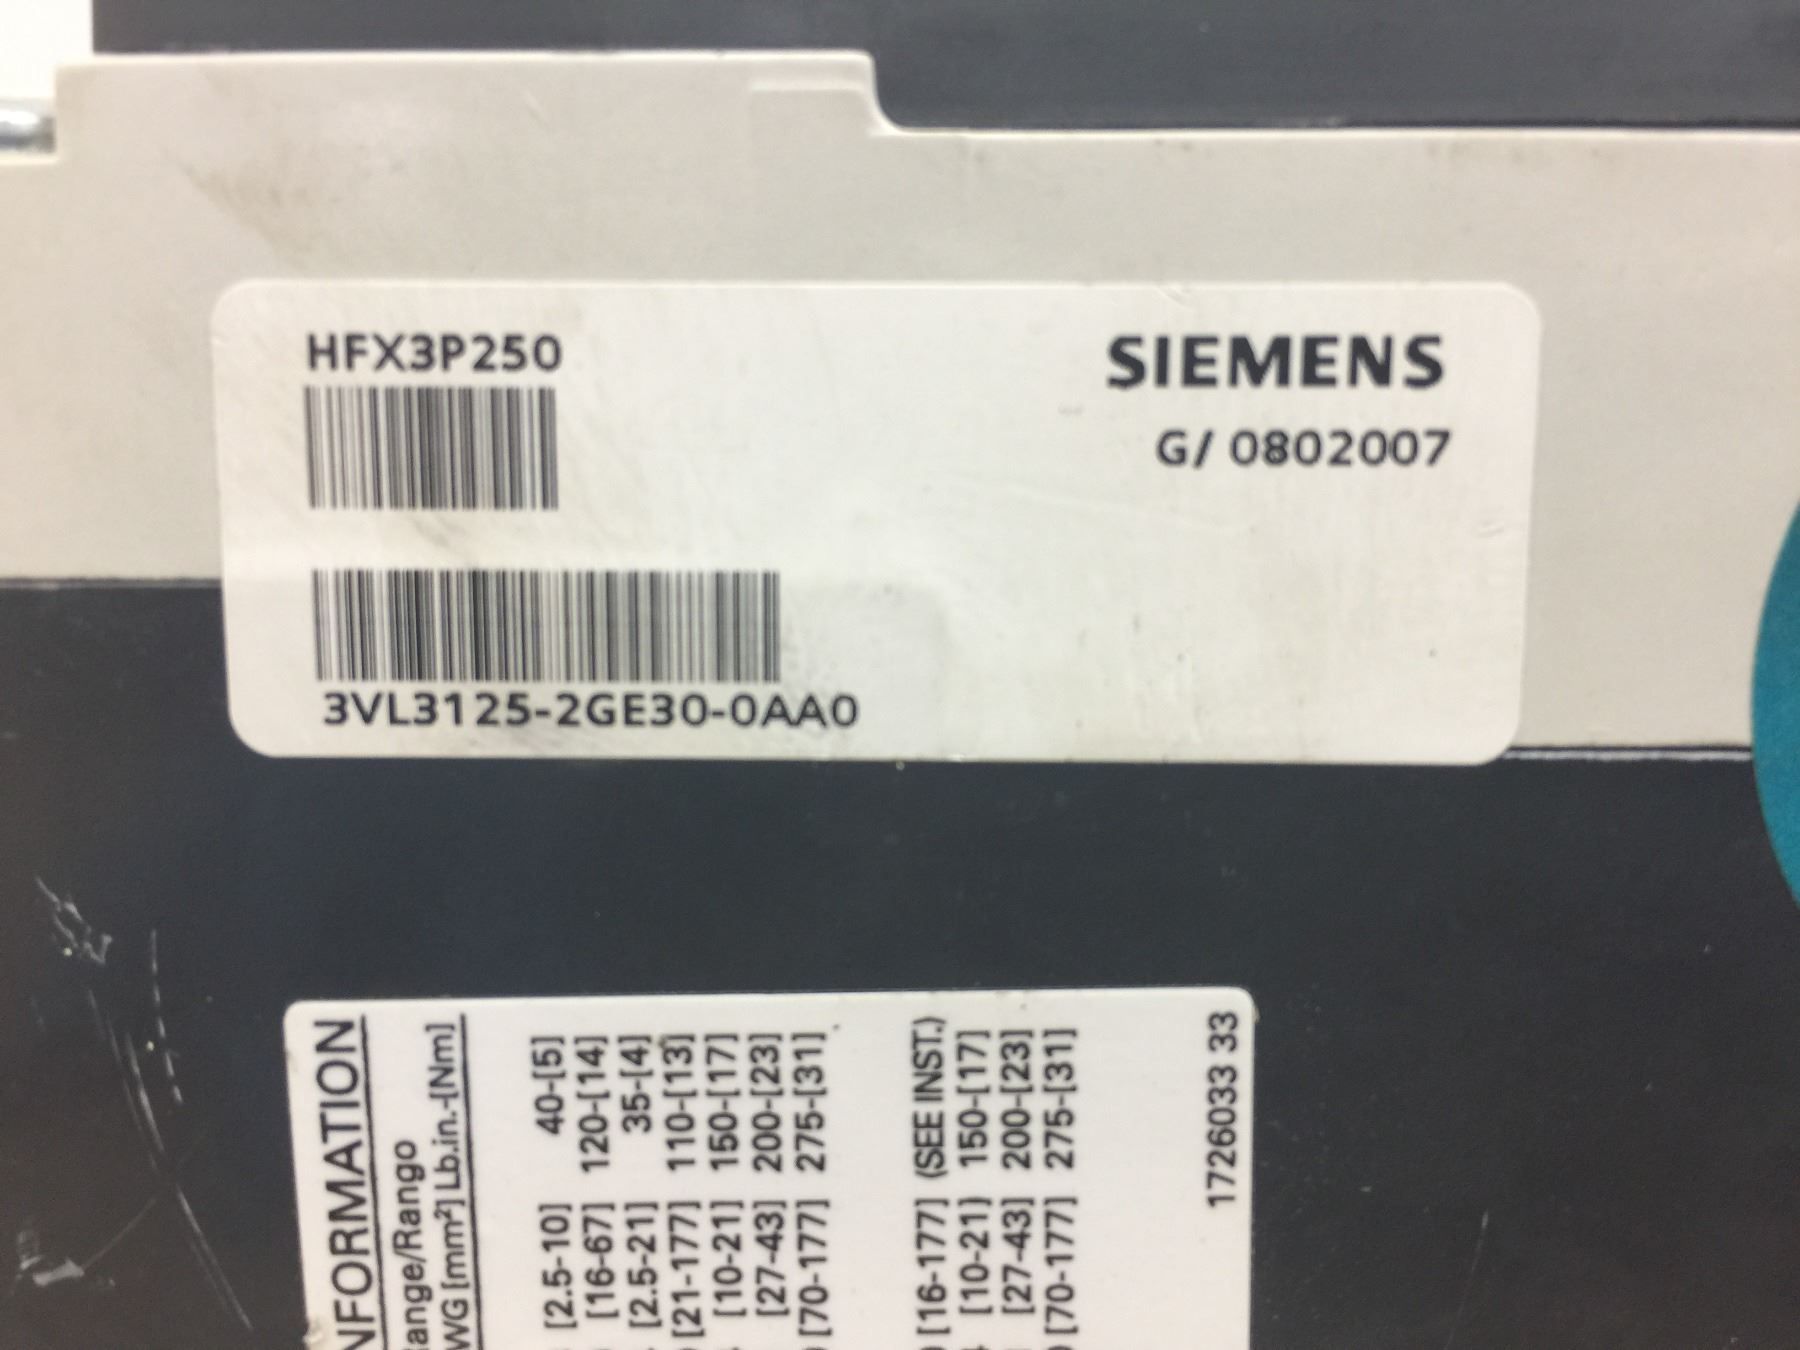 HFX3P250
SIEMENS
G/ 0802007
3VL3125-2GE30-0AA0
NFORMATION
ange/Rango
WG [mm²] Lb.in.-[Nm]
[2.5-10] 40-[5]
[16-67] 120-[14]
[2.5-21] 35-[4]
[21-177] 110-[13]
[10-21] 150-[17]
[27-43] 200-[23]
[70-177] 275-[31]
[16-177] (SEE INST.)
[10-21) 150-[17]
[27-43] 200-[23]
[70-177] 275-[31]
1726033 33